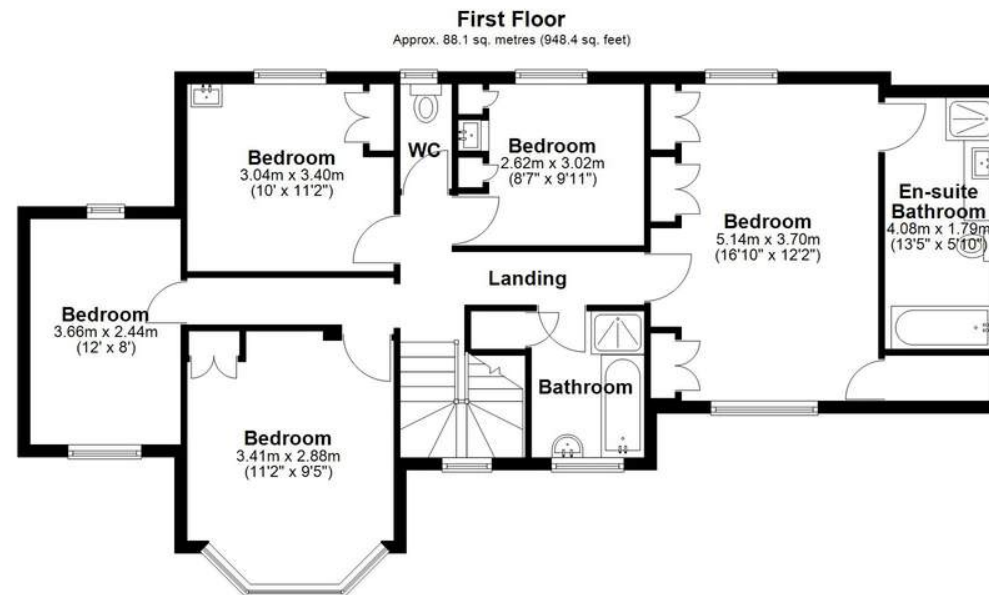 First Floor
Approx. 88.1 sq. metres (948.4 sq. feet)
Bedroom
3.04m x 3.40m
(10' x 11'2")
WC
Bedroom
2.62m x 3.02m
(8'7" x 9'11")
Bedroom
5.14m x 3.70m
(16'10" x 12'2")
En-suite
Bathroom
4.08m x 1.79m
(13'5" x 5'10")
Landing
Bedroom
3.66m x 2.44m
(12' x 8')
Bathroom
Bedroom
3.41m x 2.88m
(11'2" x 9'5")